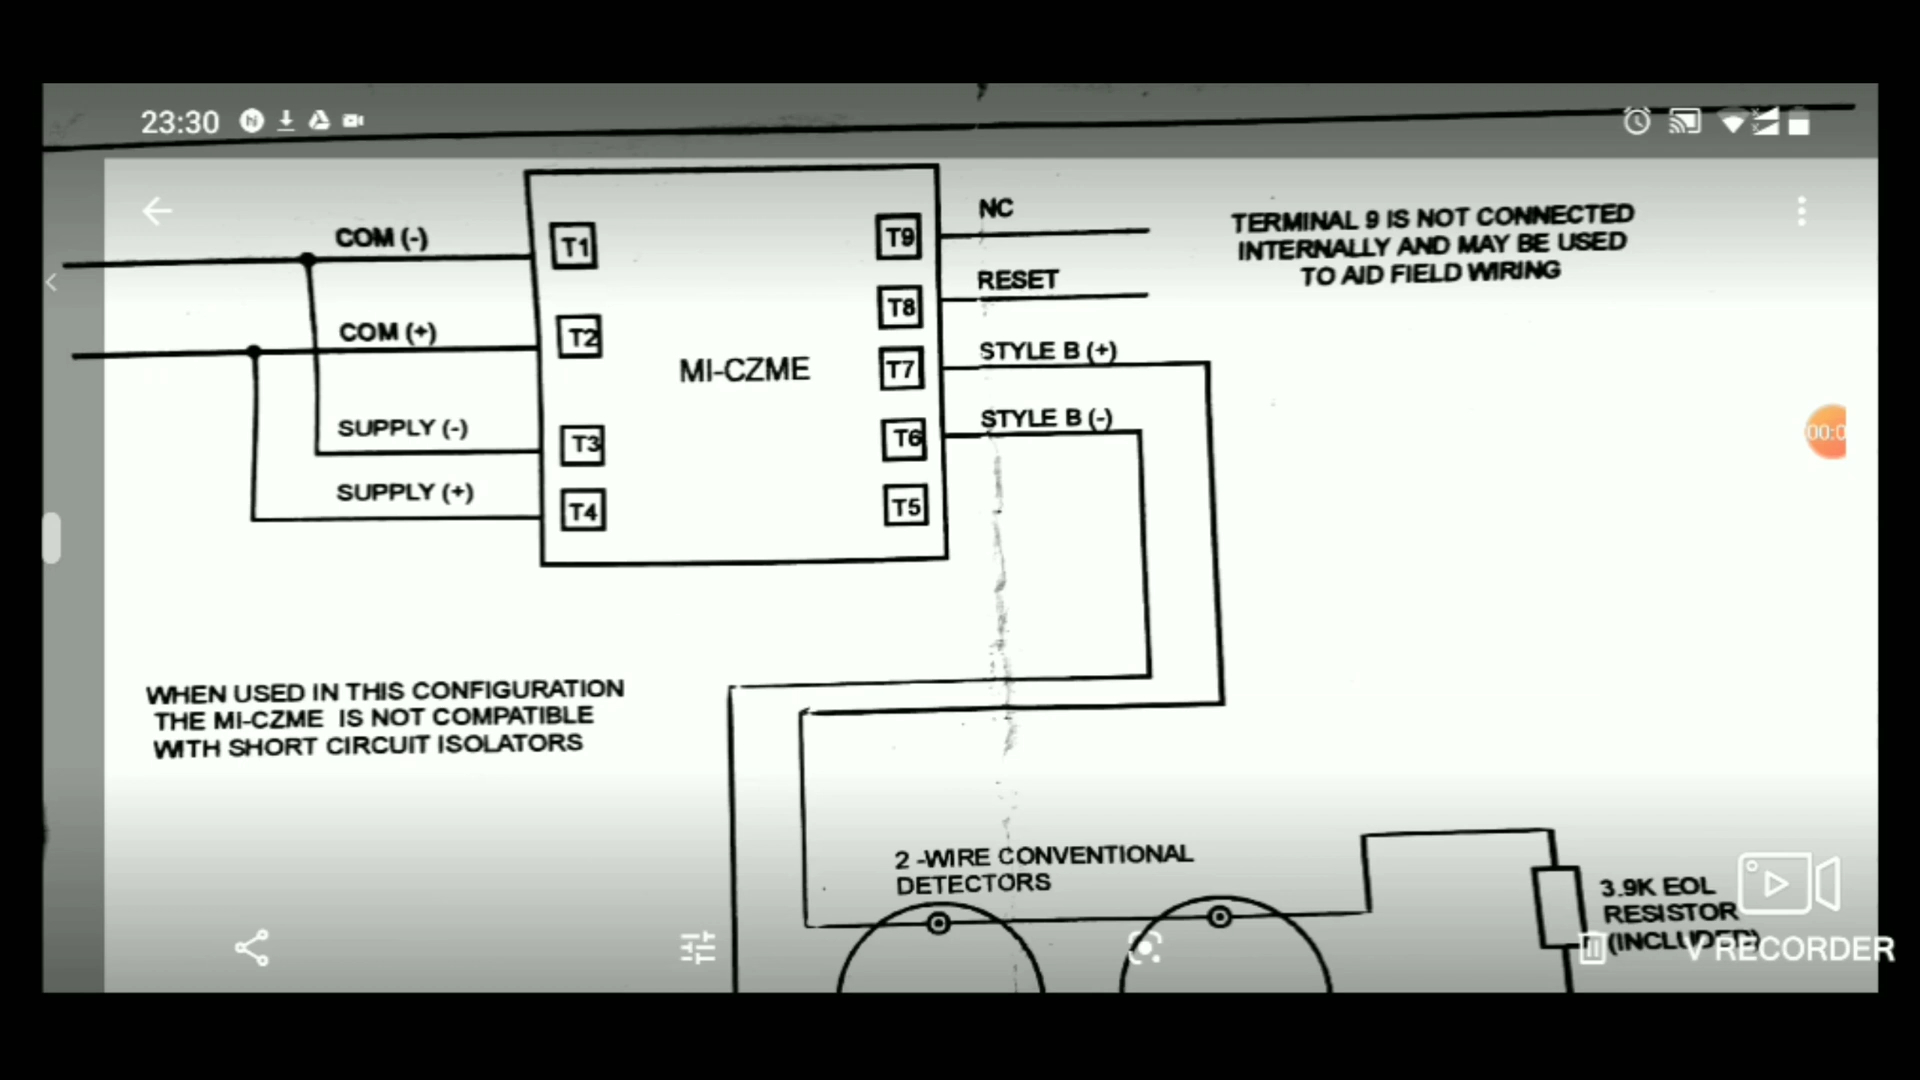 23:30
COM (-)
COM (+)
SUPPLY (-)
SUPPLY (+)
T1
T2
T3
T4
MI-CZME
T9
T8
T7
T6
T5
NC
RESET
STYLE B (+)
STYLE B (-)
TERMINAL 9 IS NOT CONNECTED
INTERNALLY AND MAY BE USED
TO AID FIELD WIRING
00:0
WHEN USED IN THIS CONFIGURATION
THE MI-CZME IS NOT COMPATIBLE
WITH SHORT CIRCUIT ISOLATORS
2 -WIRE CONVENTIONAL
DETECTORS
3.9K EOL
RESISTOR
(INCLUDED)
V RECORDER